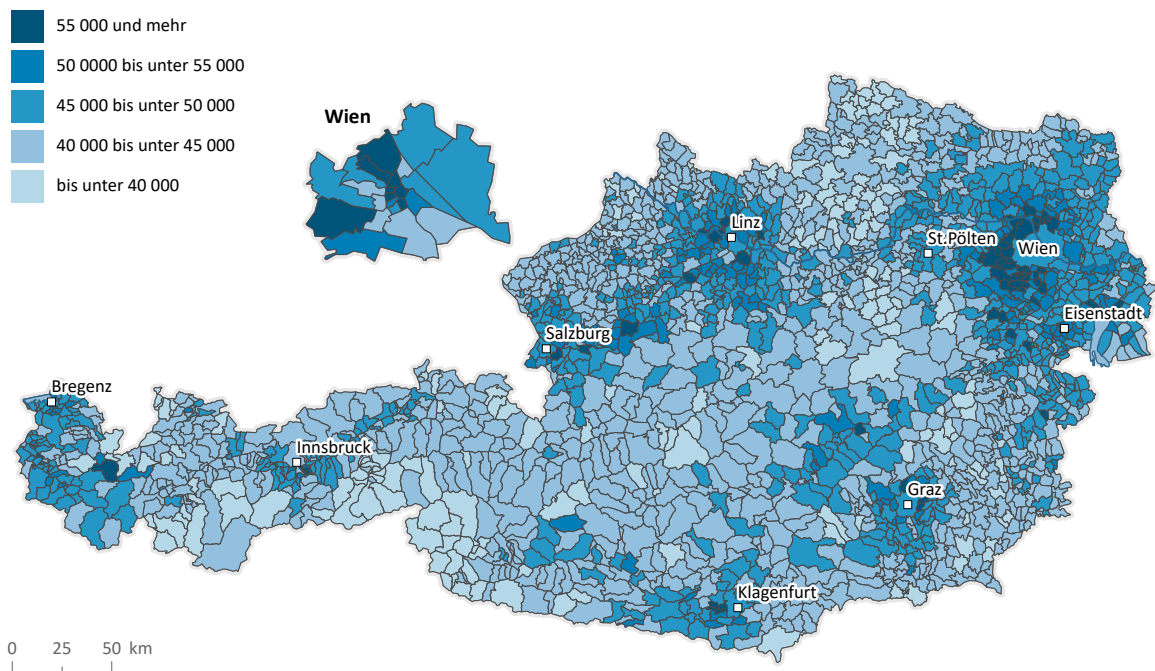 55 000 und mehr
50 0000 bis unter 55 000
45 000 bis unter 50 000
40 000 bis unter 45 000
bis unter 40 000
Wien
Linz
St.Pölten
Wien
Eisenstadt
Salzburg
Bregenz
Innsbruck
Graz
Klagenfurt
0 25 50 km